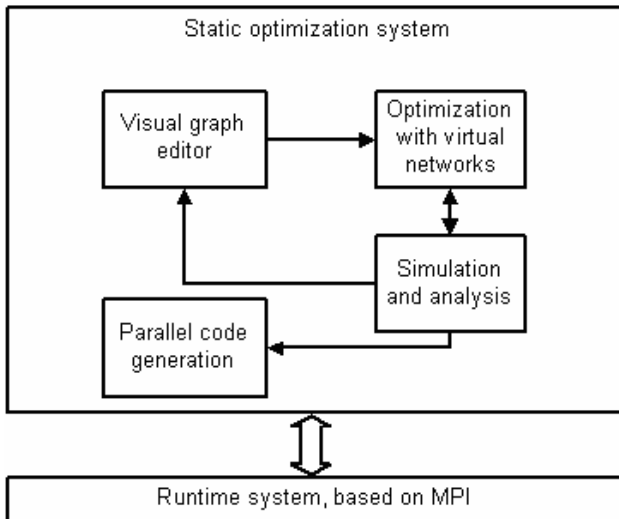 Static optimization system
Visual graph
editor
Optimization
with virtual
networks
Simulation
and analysis
Parallel code
generation
Runtime system, based on MPI